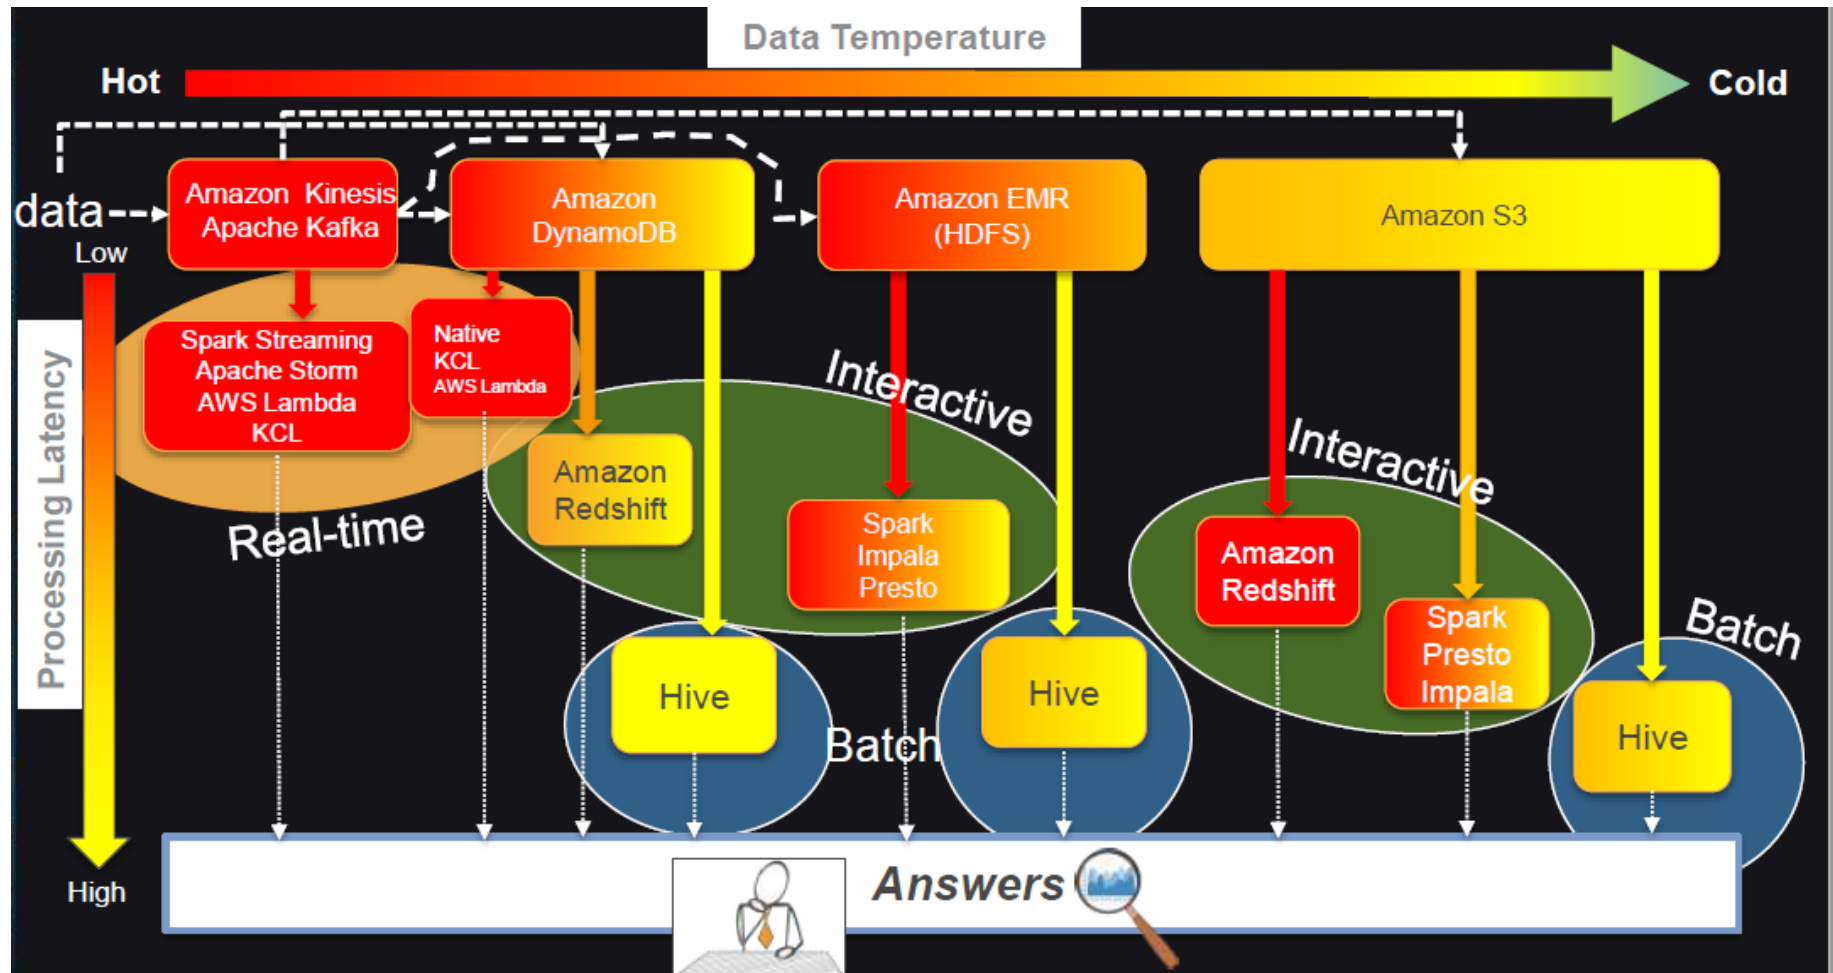 Data Temperature
Hot
Cold
data
Amazon Kinesis
Apache Kafka
Amazon
DynamoDB
Amazon EMR
(HDFS)
Amazon S3
Low
Processing Latency
High
Spark Streaming
Apache Storm
AWS Lambda
KCL
Native
KCL
AWS Lambda
Real-time
Interactive
Amazon
Redshift
Spark
Impala
Presto
Interactive
Amazon
Redshift
Spark
Presto
Impala
Hive
Batch
Hive
Batch
Hive
Answers